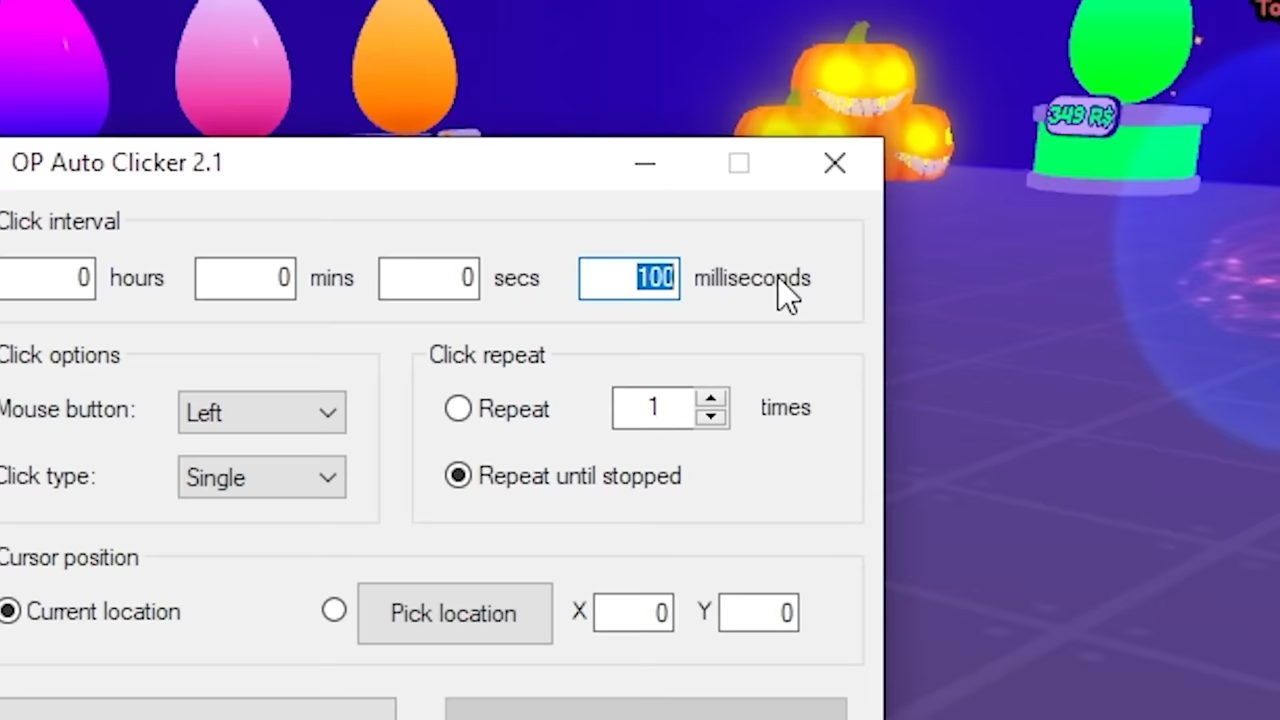 To
349 R$
OP Auto Clicker 2.1
Click interval
0 hours 0 mins 0 secs 100 milliseconds
Click options
Click repeat
Mouse button: Left
Repeat 1 times
Click type: Single
Repeat until stopped
Cursor position
Current location Pick location X 0 Y 0